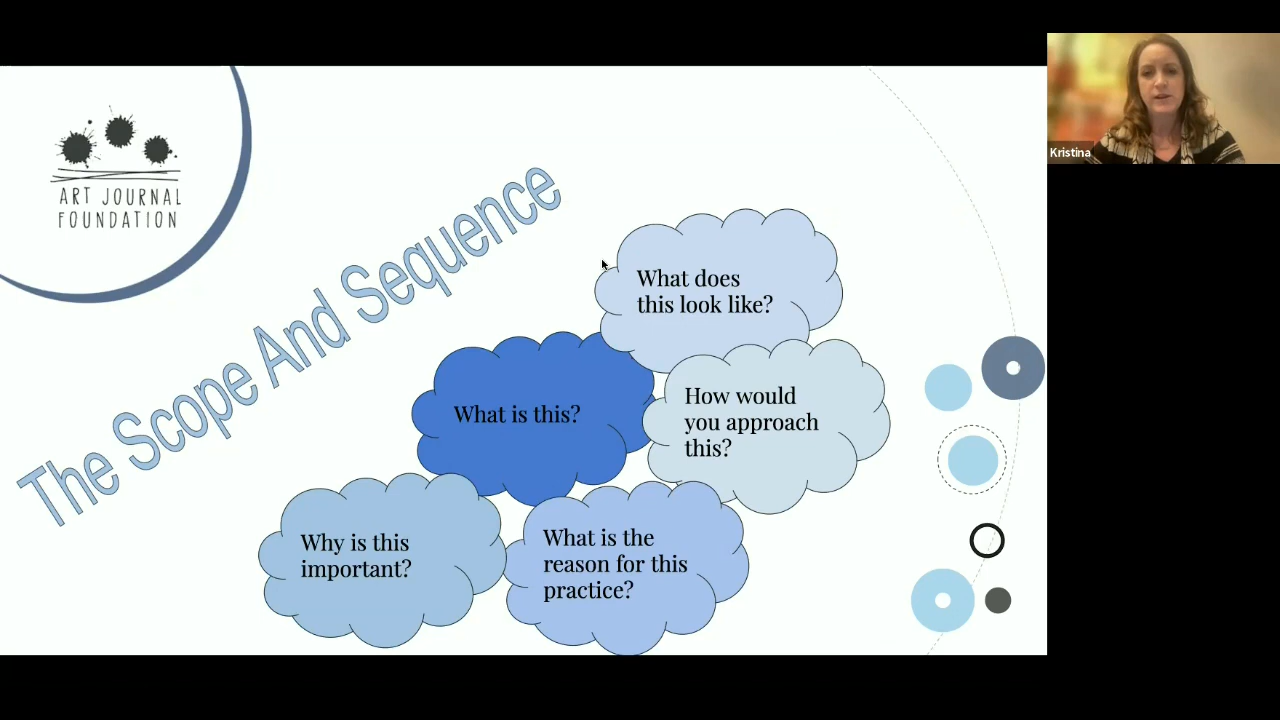 ART JOURNAL
FOUNDATION
The Scope And Sequence
What does
this look like?
What is this?
How would
you approach
this?
Why is this
important?
What is the
reason for this
practice?
Kristina